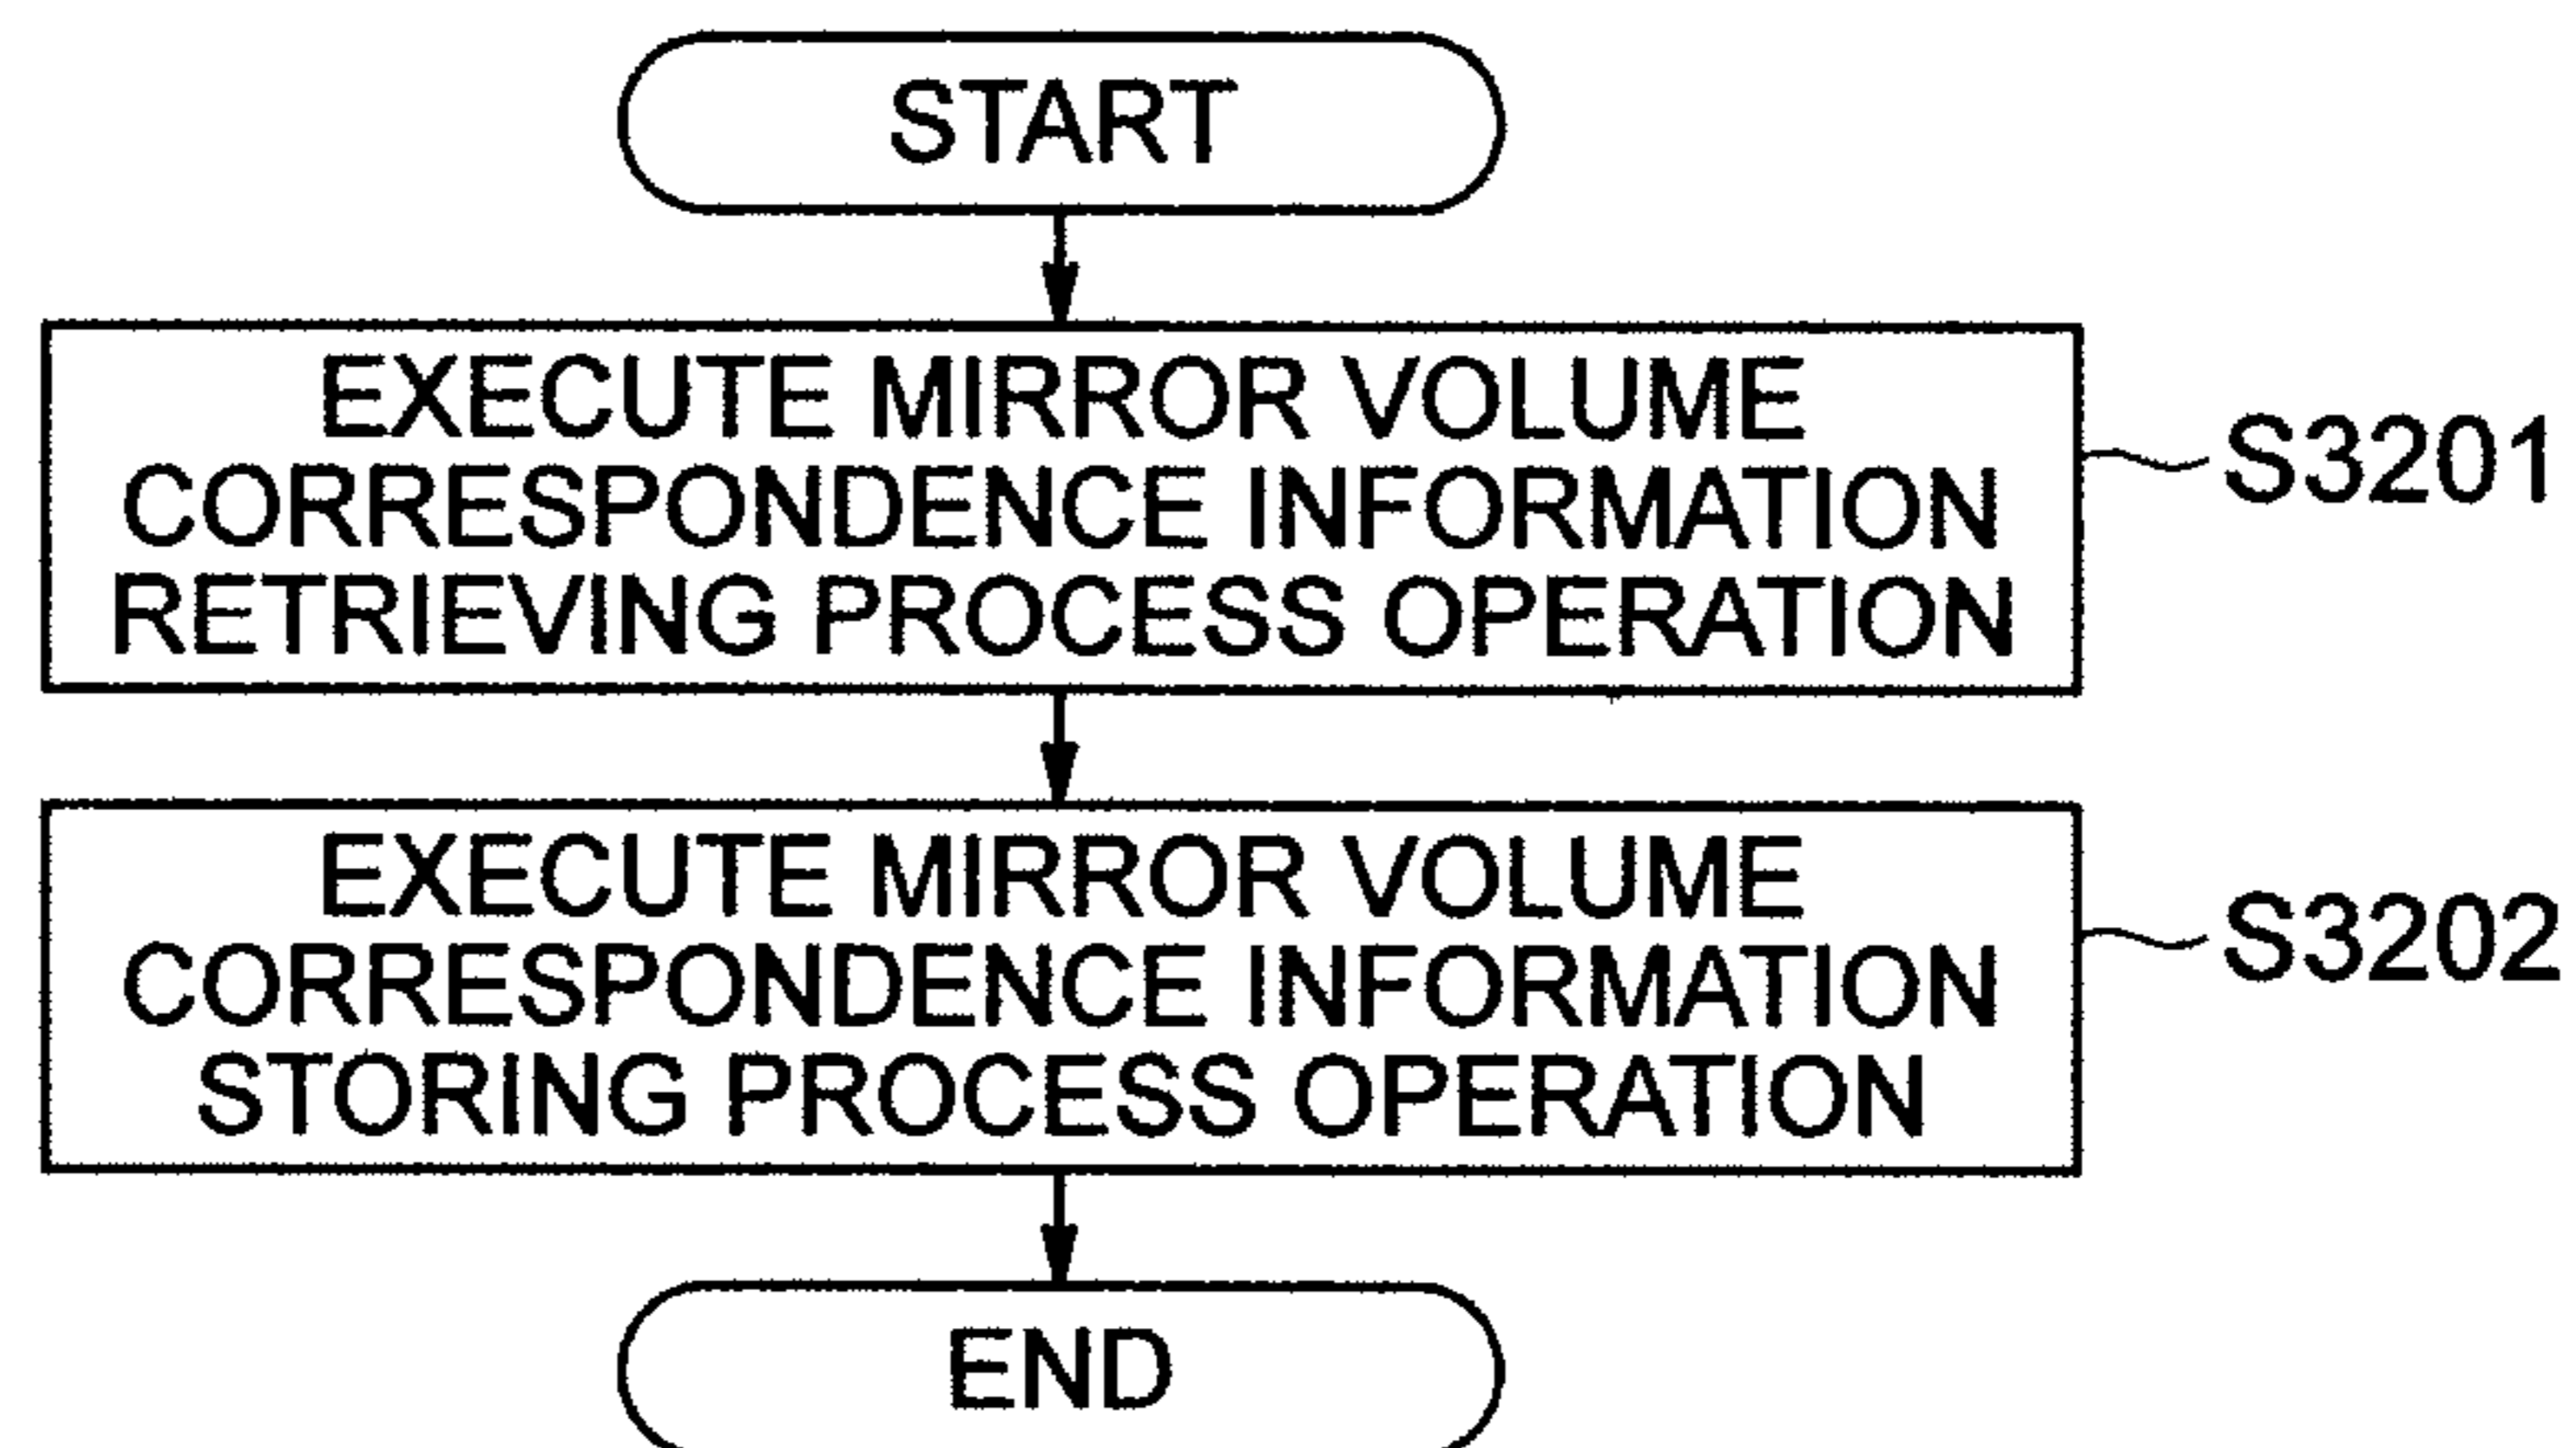 START
EXECUTE MIRROR VOLUME
CORRESPONDENCE INFORMATION
RETRIEVING PROCESS OPERATION
S3201
EXECUTE MIRROR VOLUME
CORRESPONDENCE INFORMATION
STORING PROCESS OPERATION
S3202
END